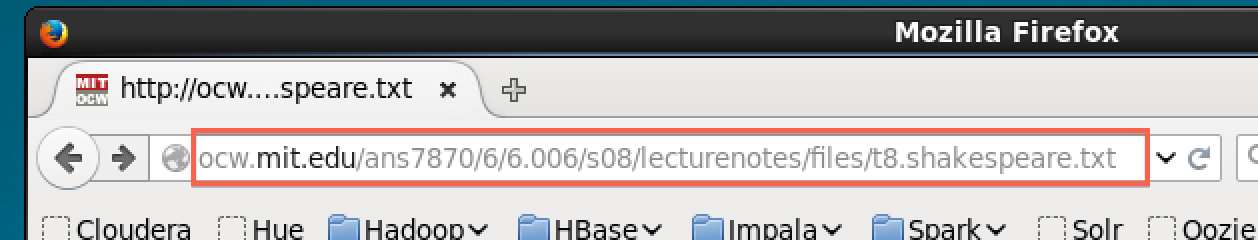 Mozilla Firefox
MIT OCW http://ocw....speare.txt
ocw.mit.edu/ans7870/6/6.006/s08/lecturenotes/files/t8.shakespeare.txt
Cloudera Hue Hadoop HBase Impala Spark Solr Oozie